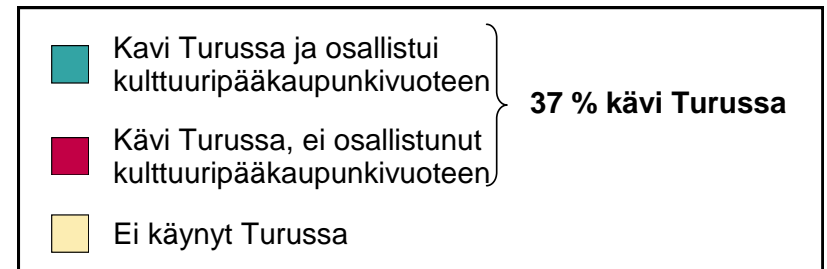 Kavi Turussa ja osallistui
kulttuuripääkaupunkivuoteen
37 % kävi Turussa
Kävi Turussa, ei osallistunut
kulttuuripääkaupunkivuoteen
Ei käynyt Turussa